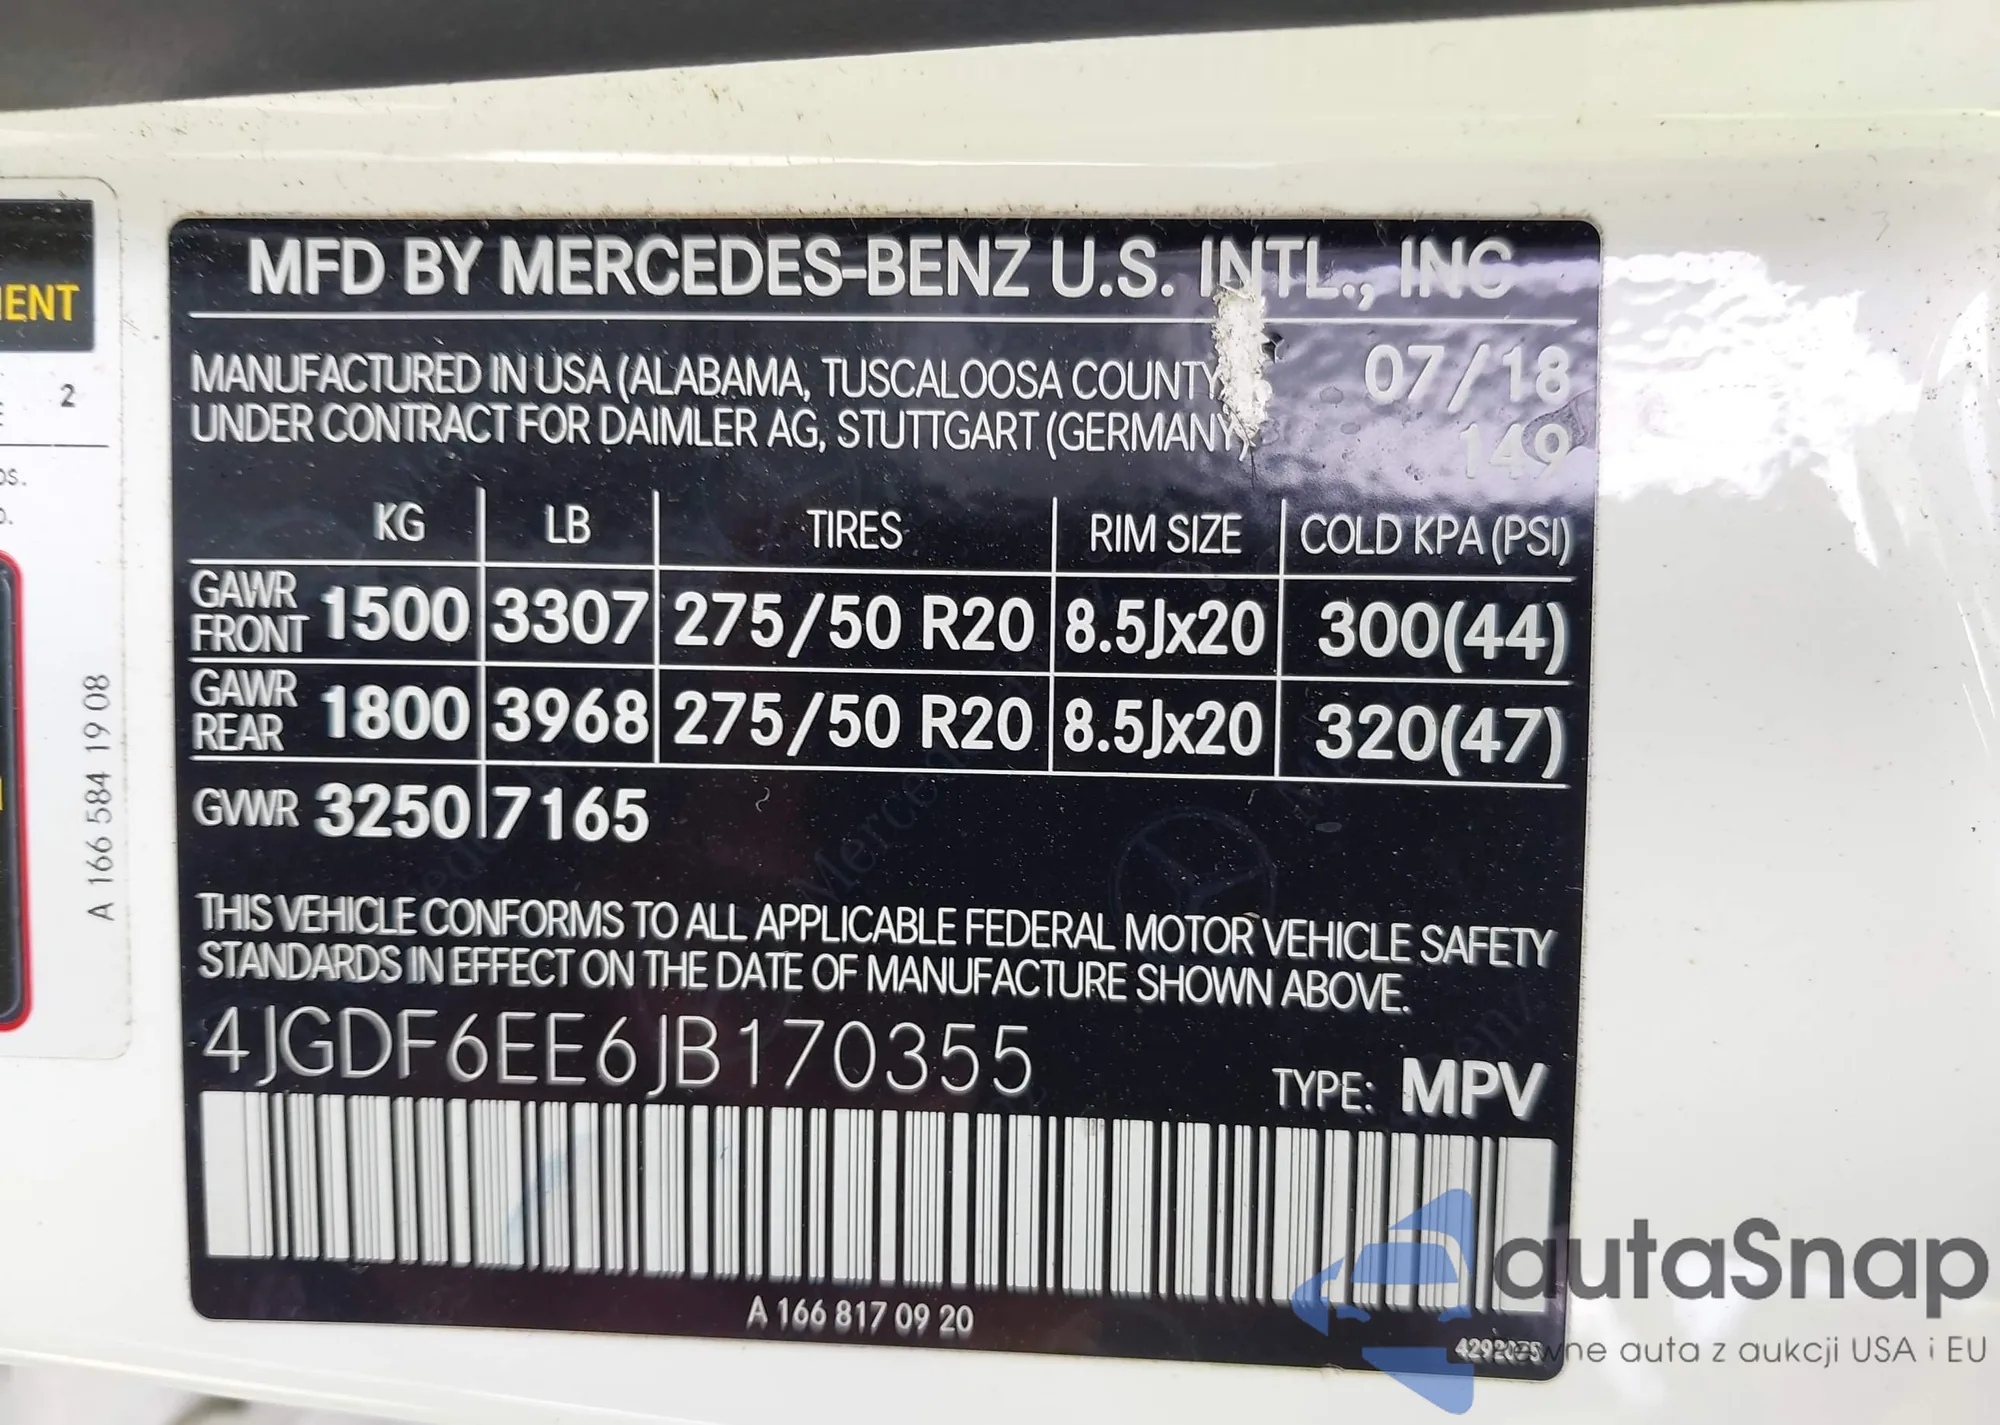 MFD BY MERCEDES-BENZ U.S. INTL., INC
MANUFACTURED IN USA (ALABAMA, TUSCALOOSA COUNTY 07/18
UNDER CONTRACT FOR DAIMLER AG, STUTTGART (GERMANY) 149
KG LB TIRES RIM SIZE COLD KPA (PSI)
GAWR FRONT 1500 3307 275/50 R20 8.5Jx20 300(44)
GAWR REAR 1800 3968 275/50 R20 8.5Jx20 320(47)
GVWR 3250 7165
THIS VEHICLE CONFORMS TO ALL APPLICABLE FEDERAL MOTOR VEHICLE SAFETY
STANDARDS IN EFFECT ON THE DATE OF MANUFACTURE SHOWN ABOVE.
4JGDF6EE6JB170355
TYPE: MPV
A 166 817 09 20
A 166 584 19 08
2
autaSnap
auta z aukcji USA i EU